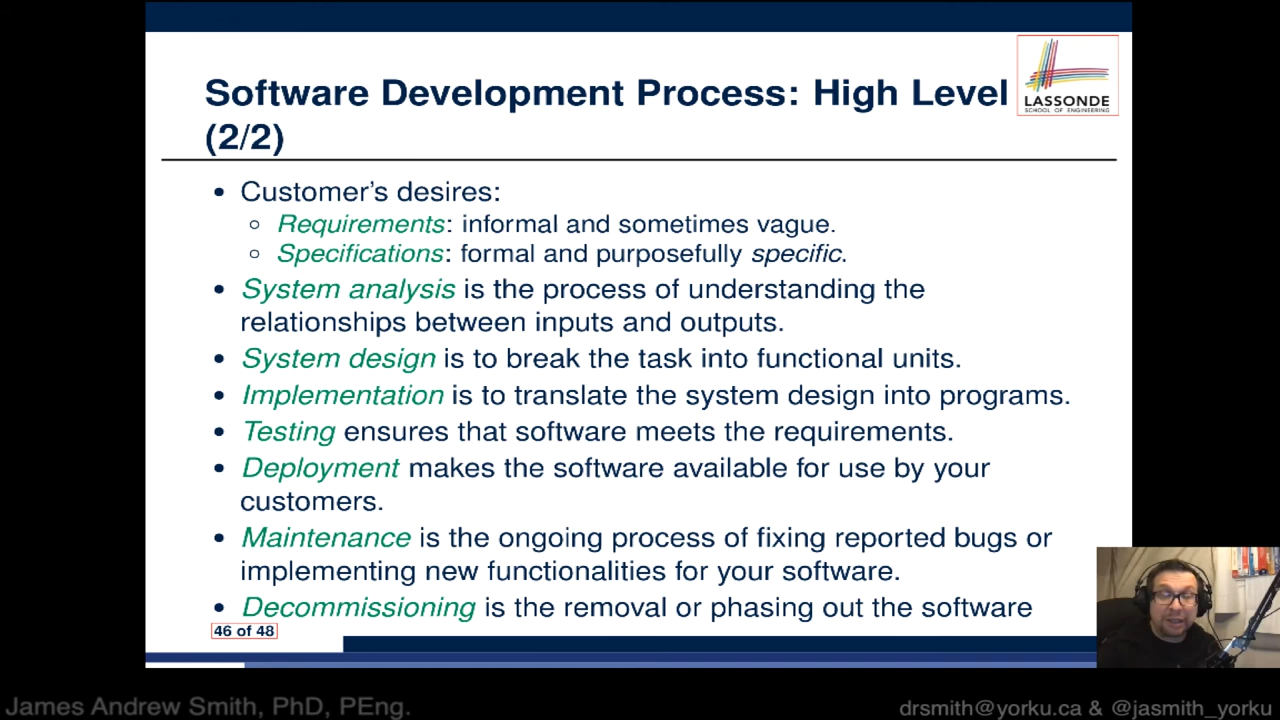 Software Development Process: High Level
(2/2)
LASSONDE
SCHOOL OF ENGINEERING
• Customer's desires:
◦ Requirements: informal and sometimes vague.
◦ Specifications: formal and purposefully specific.
• System analysis is the process of understanding the
relationships between inputs and outputs.
• System design is to break the task into functional units.
• Implementation is to translate the system design into programs.
• Testing ensures that software meets the requirements.
• Deployment makes the software available for use by your
customers.
• Maintenance is the ongoing process of fixing reported bugs or
implementing new functionalities for your software.
• Decommissioning is the removal or phasing out the software
46 of 48
James Andrew Smith, PhD, PEng.
drsmith@yorku.ca & @jasmith_yorku